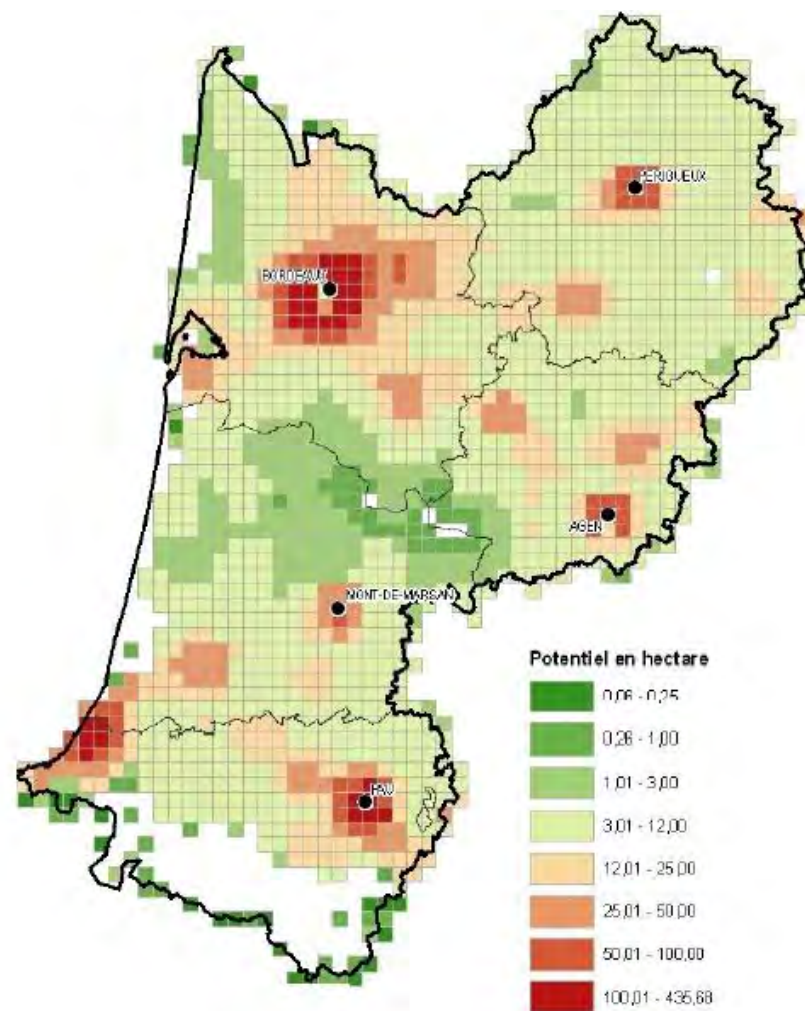 PERIGUEUX
BORDEAUX
AGEN
MONT-DE-MARSAN
PAU
Potentiel en hectare
0,06 - 0,25
0,26 - 1,00
1,01 - 3,00
3,01 - 12,00
12,01 - 25,00
25,01 - 50,00
50,01 - 100,00
100,01 - 435,68